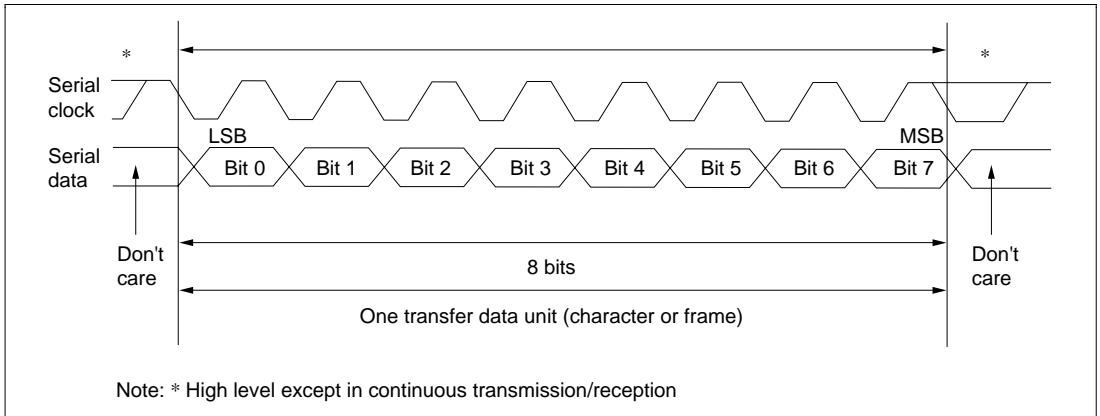 * *
Serial
clock
LSB MSB
Serial
data
Bit 0 Bit 1 Bit 2 Bit 3 Bit 4 Bit 5 Bit 6 Bit 7
Don't
care
Don't
care
8 bits
One transfer data unit (character or frame)
Note: * High level except in continuous transmission/reception